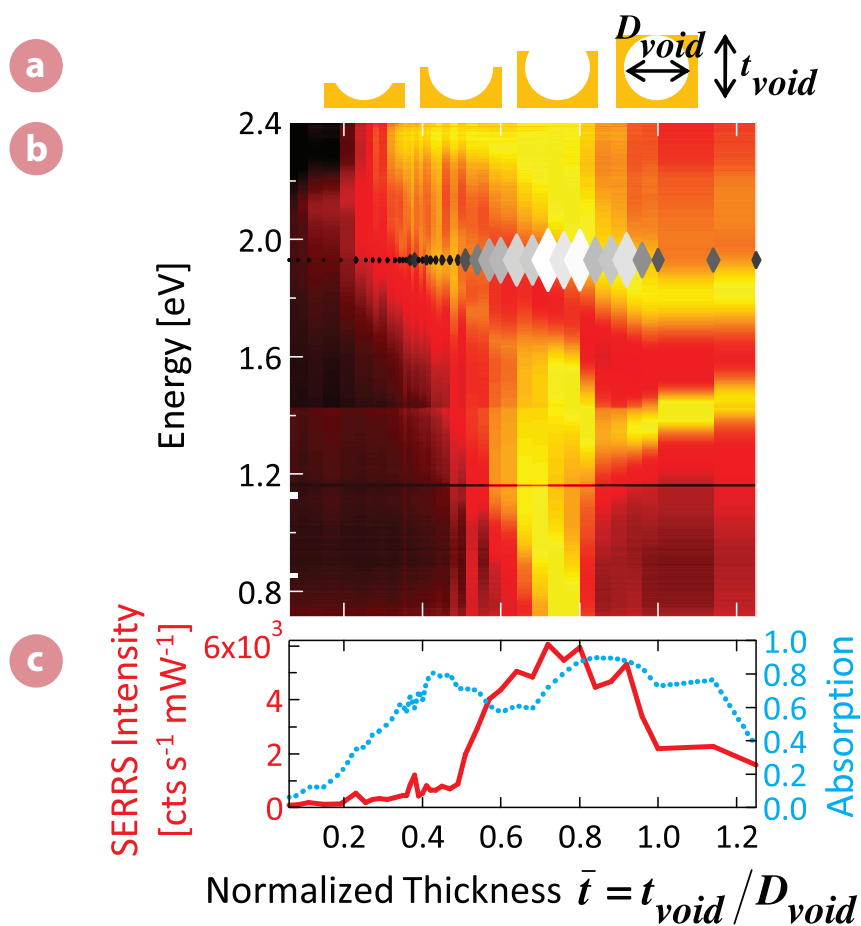 a
D_void
t_void
b
2.4
2.0
1.6
1.2
0.8
Energy [eV]
c
SERRS Intensity
[cts s⁻¹ mW⁻¹]
6x10³
4
2
0
1.0
0.8
0.6
0.4
0.2
0.0
Absorption
0.2 0.4 0.6 0.8 1.0 1.2
Normalized Thickness t̄ = t_void / D_void